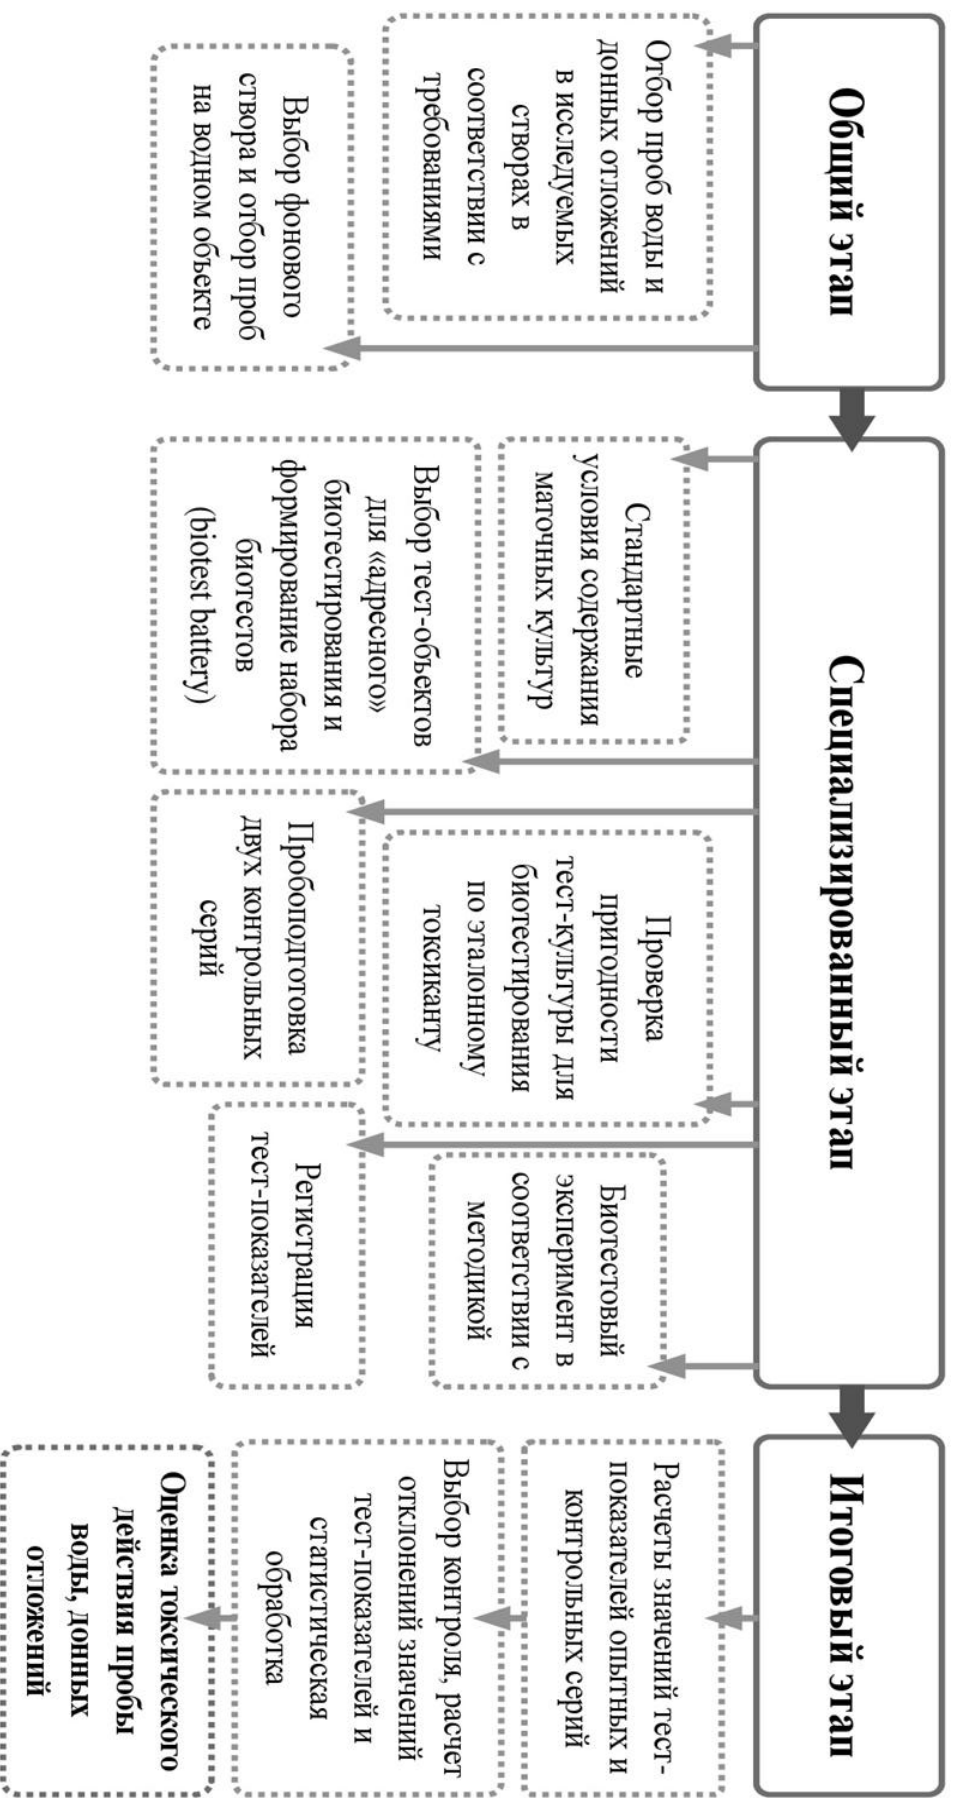 Общий этап
Отбор проб воды и
донных отложений
в исследуемых
створах в
соответствии с
требованиями
Выбор фонового
створа и отбор проб
на водном объекте
Специализированный этап
Стандартные
условия содержания
маточных культур
Выбор тест-объектов
для «адресного»
биотестирования и
формирование набора
биотестов
(biotest battery)
Проверка
пригодности
тест-культуры для
биотестирования
по эталонному
токсиканту
Пробоподготовка
двух контрольных
серий
Биотестовый
эксперимент в
соответствии с
методикой
Регистрация
тест-показателей
Итоговый этап
Расчеты значений тест-
показателей опытных и
контрольных серий
Выбор контроля, расчет
отклонений значений
тест-показателей и
статистическая
обработка
Оценка токсического
действия пробы
воды, донных
отложений